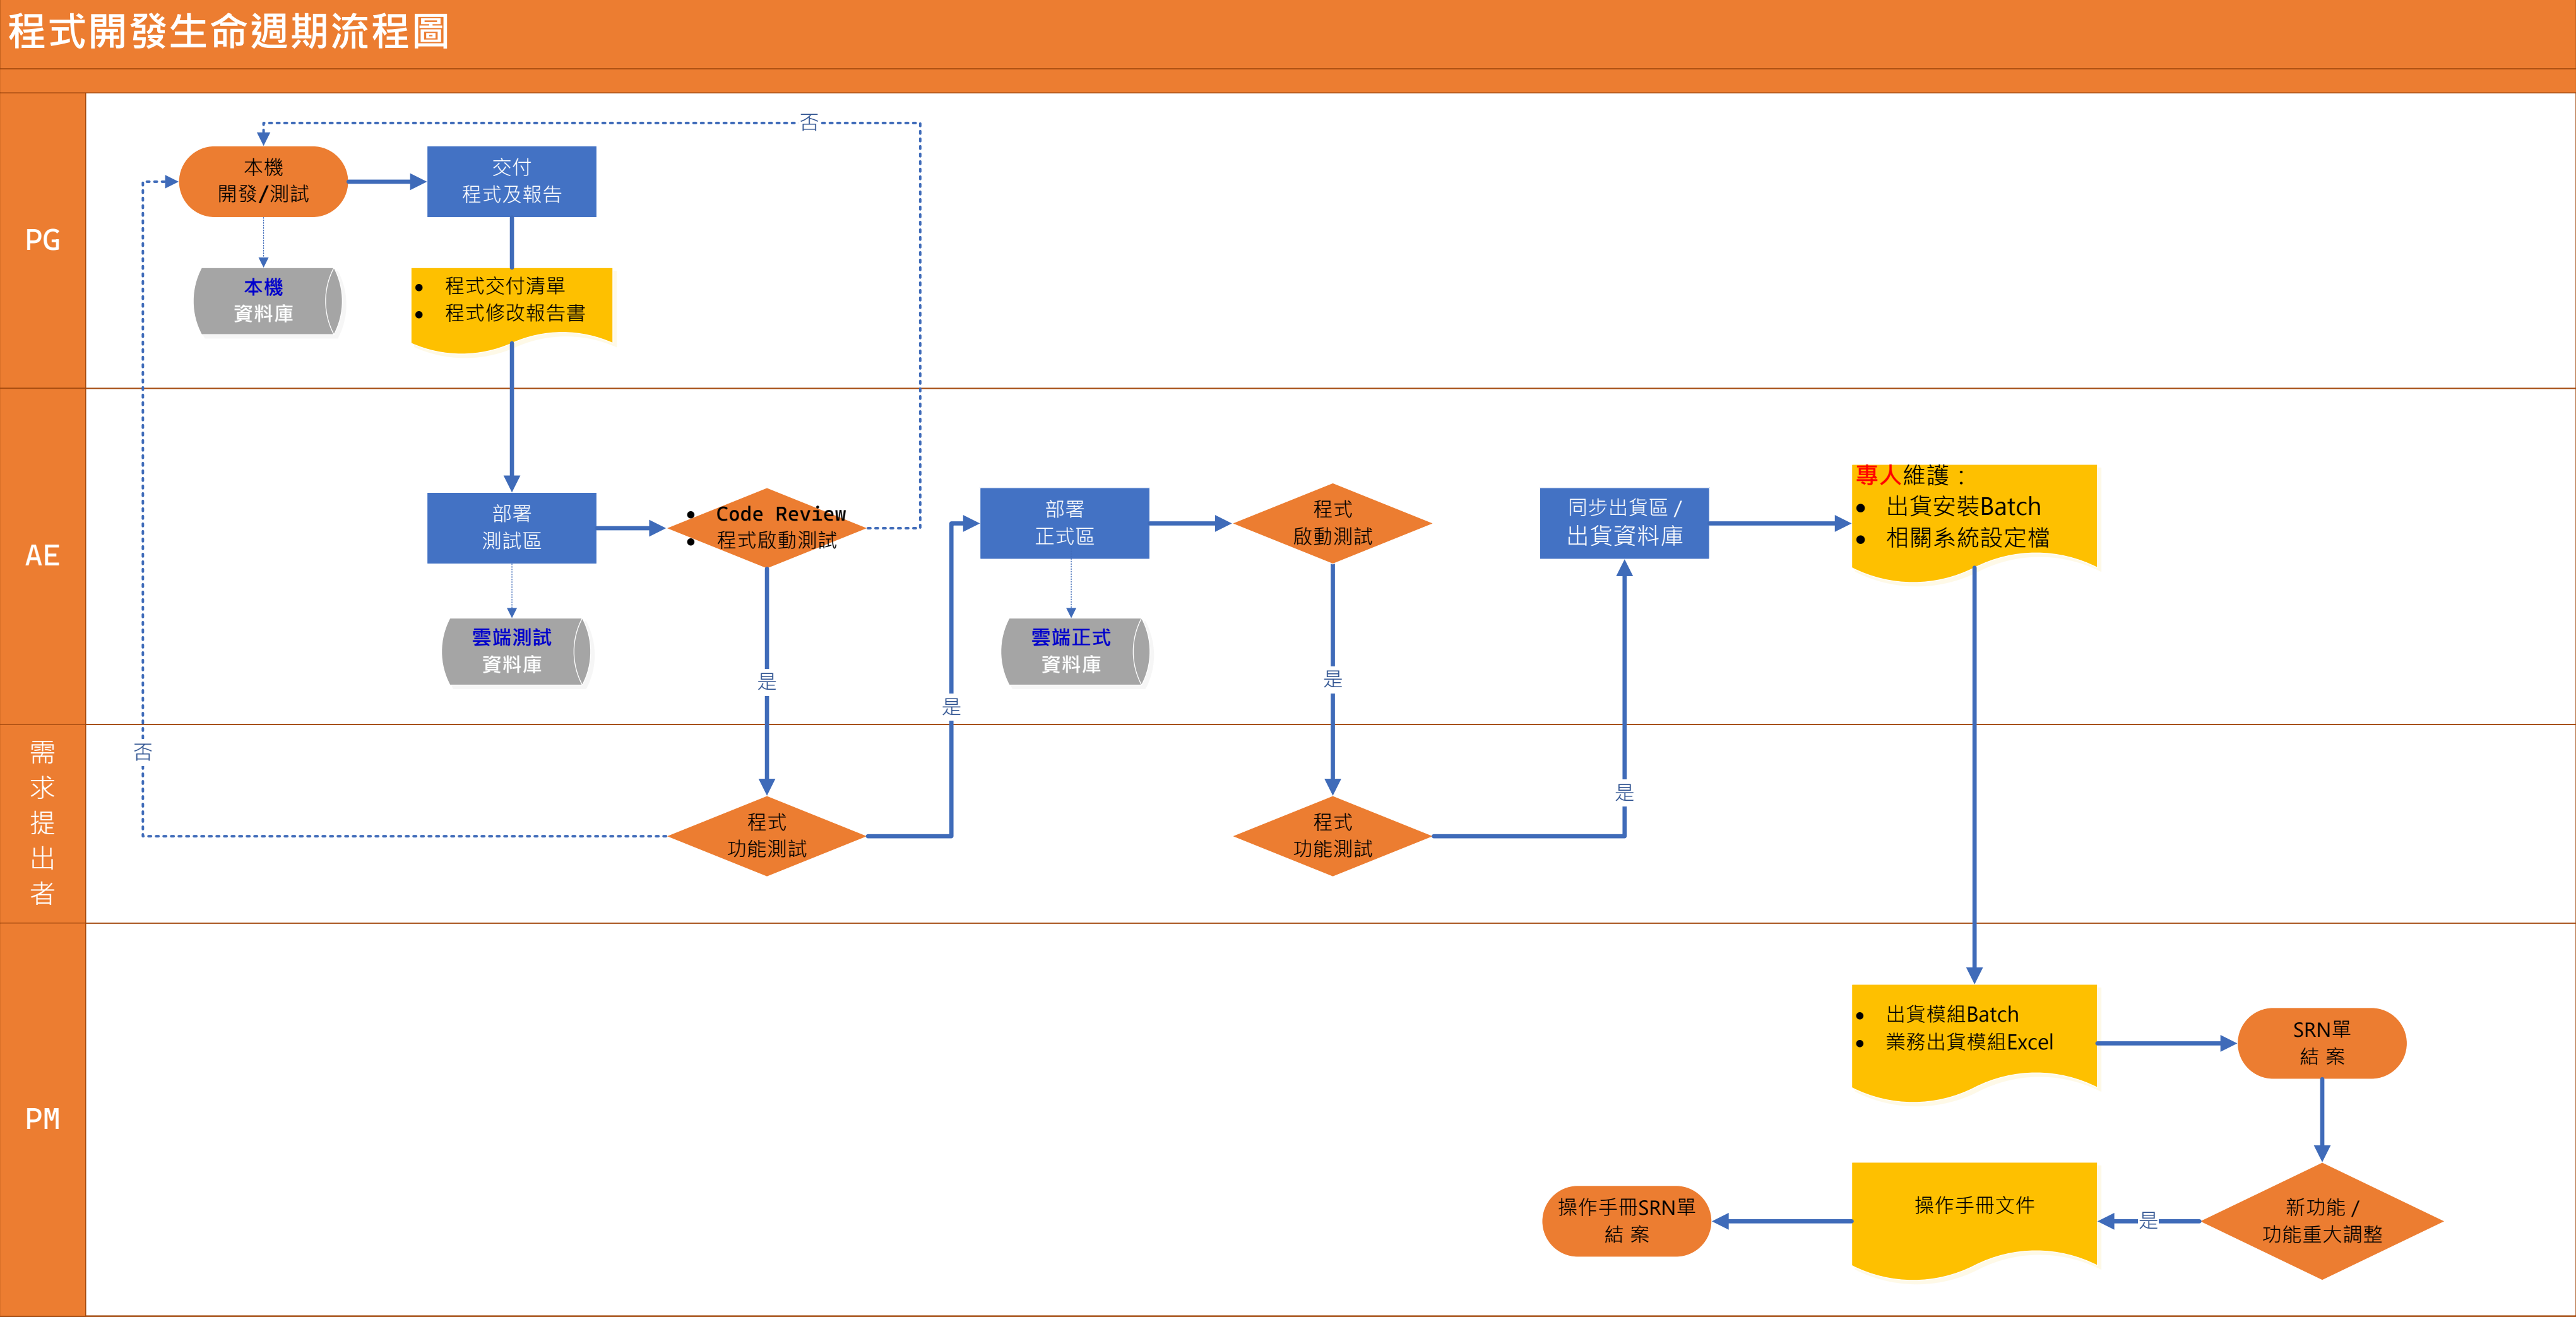 程式開發生命週期流程圖
PG
否
本機
開發/測試
交付
程式及報告
本機
資料庫
• 程式交付清單
• 程式修改報告書
AE
部署
測試區
• Code Review
• 程式啟動測試
部署
正式區
程式
啟動測試
同步出貨區 /
出貨資料庫
專人維護：
• 出貨安裝Batch
• 相關系統設定檔
雲端測試
資料庫
雲端正式
資料庫
是
是
是
需
求
提
出
者
否
是
程式
功能測試
程式
功能測試
PM
• 出貨模組Batch
• 業務出貨模組Excel
SRN單
結 案
操作手冊SRN單
結 案
操作手冊文件
是
新功能 /
功能重大調整